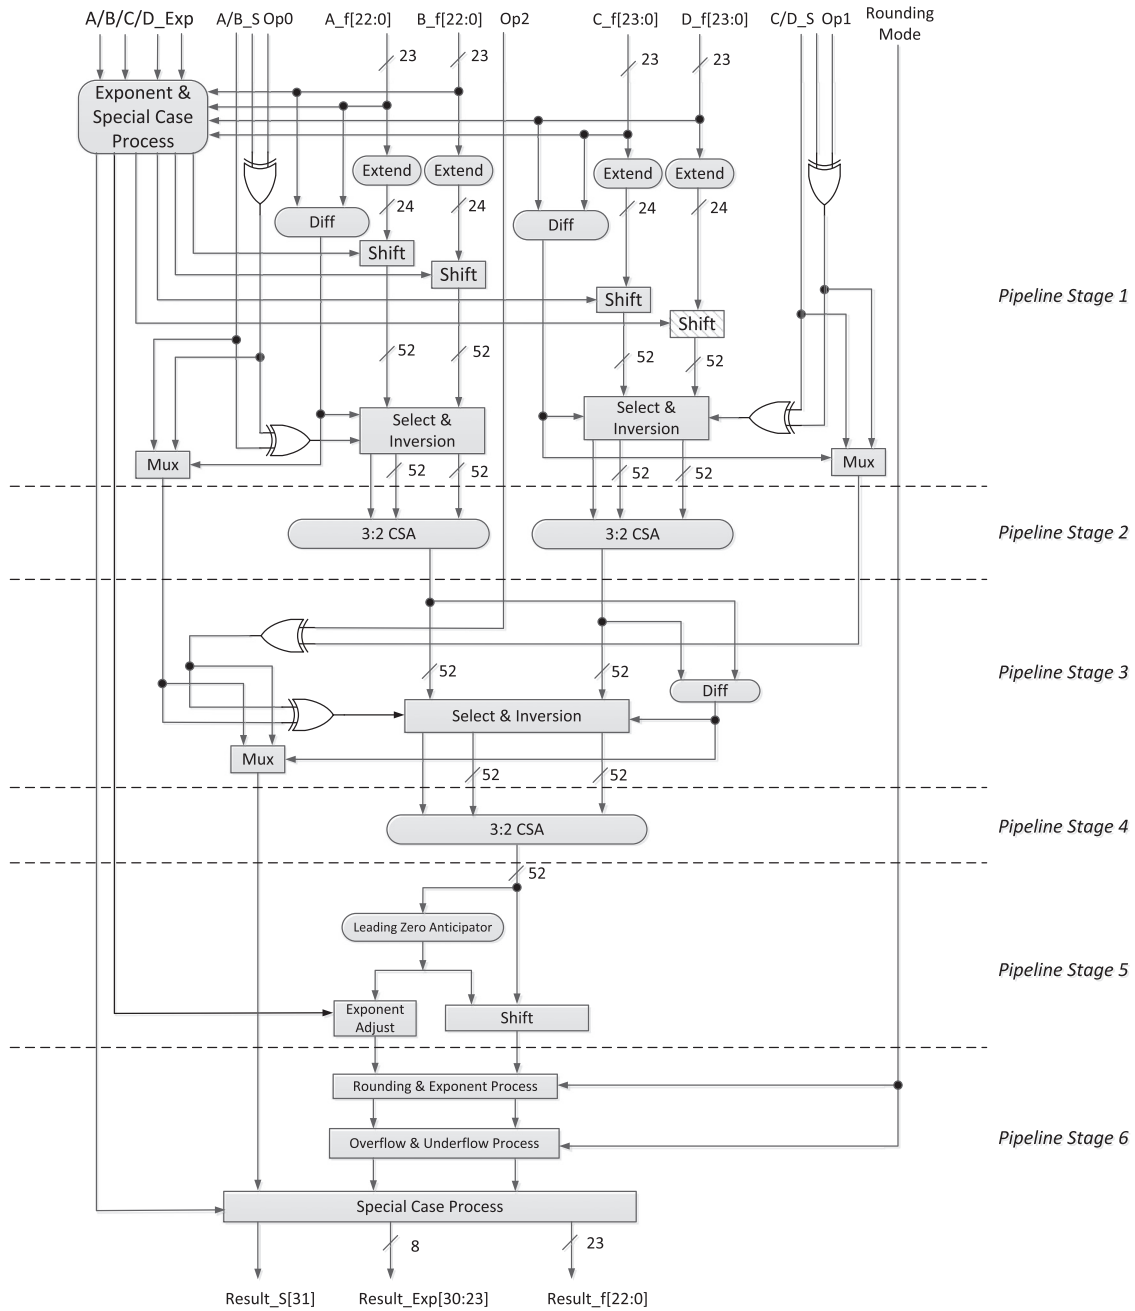 A/B/C/D_Exp
A/B_S Op0
A_f[22:0]
B_f[22:0]
Op2
C_f[23:0]
D_f[23:0]
C/D_S Op1
Rounding
Mode
23
23
23
23
Exponent &
Special Case
Process
Extend
Extend
Extend
Extend
24
24
24
24
Diff
Diff
Shift
Shift
Shift
Shift
Pipeline Stage 1
52
52
52
52
Select &
Inversion
Select &
Inversion
Mux
Mux
52
52
52
52
3:2 CSA
3:2 CSA
Pipeline Stage 2
52
52
Diff
Pipeline Stage 3
Select & Inversion
Mux
52
52
3:2 CSA
Pipeline Stage 4
52
Leading Zero Anticipator
Pipeline Stage 5
Exponent
Adjust
Shift
Rounding & Exponent Process
Overflow & Underflow Process
Pipeline Stage 6
Special Case Process
8
23
Result_S[31]
Result_Exp[30:23]
Result_f[22:0]